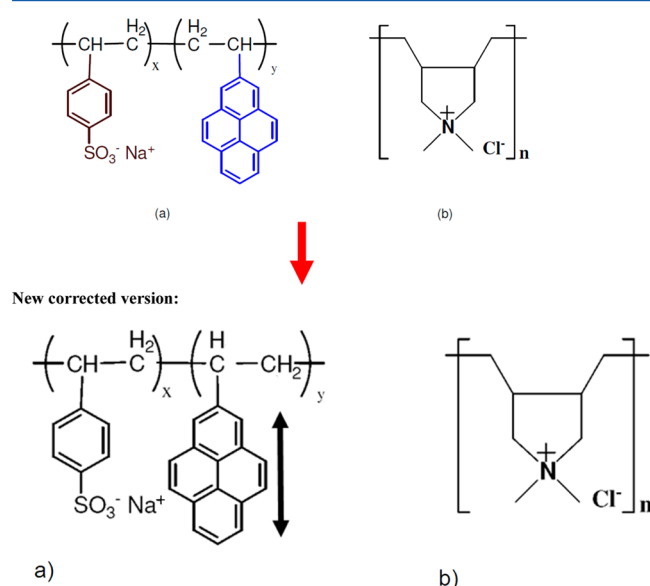 H₂ H₂
CH C C CH
x y
SO₃⁻ Na⁺
N
+
Cl⁻
n
(a) (b)
New corrected version:
H₂ H
CH C C CH₂
x y
SO₃⁻ Na⁺
N
+
Cl⁻
n
a) b)